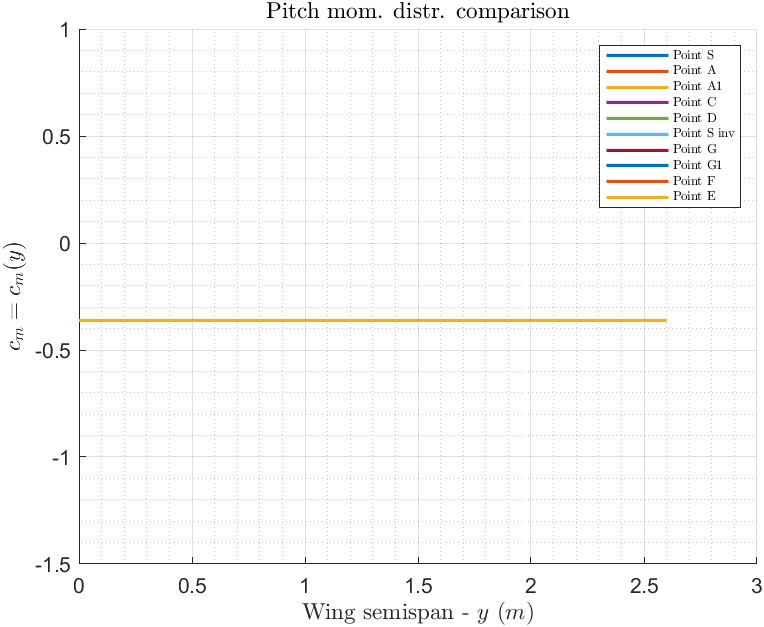 Pitch mom. distr. comparison
1
0.5
0
-0.5
-1
-1.5
c_m = c_m(y)
Point S
Point A
Point A1
Point C
Point D
Point S inv
Point G
Point G1
Point F
Point E
0 0.5 1 1.5 2 2.5 3
Wing semispan - y (m)